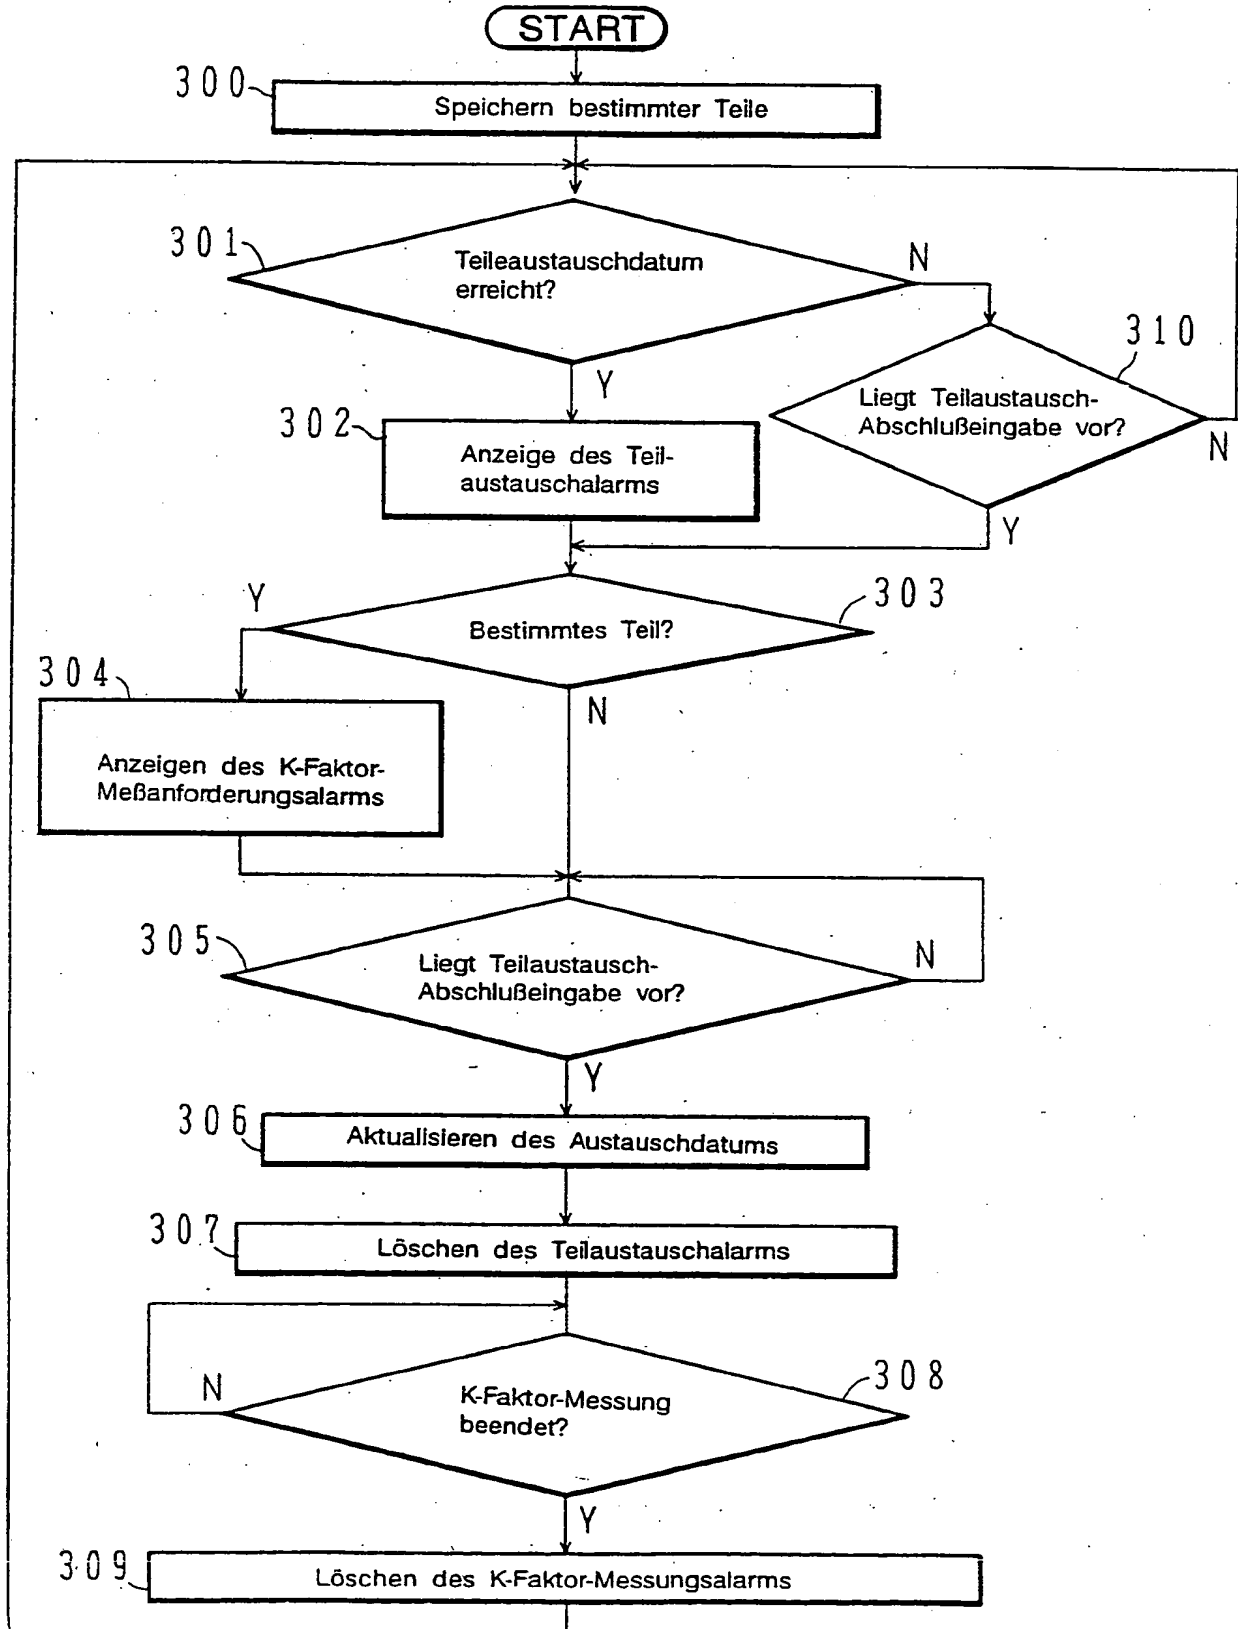 START
300
Speichern bestimmter Teile
301
Teileaustauschdatum
erreicht?
N
310
Liegt Teilaustausch-
Abschlußeingabe vor?
N
Y
Y
302
Anzeige des Teil-
austauschalarms
303
Bestimmtes Teil?
Y
N
304
Anzeigen des K-Faktor-
Meßanforderungsalarms
305
Liegt Teilaustausch-
Abschlußeingabe vor?
N
Y
306
Aktualisieren des Austauschdatums
307
Löschen des Teilaustauschalarms
N
308
K-Faktor-Messung
beendet?
Y
309
Löschen des K-Faktor-Messungsalarms